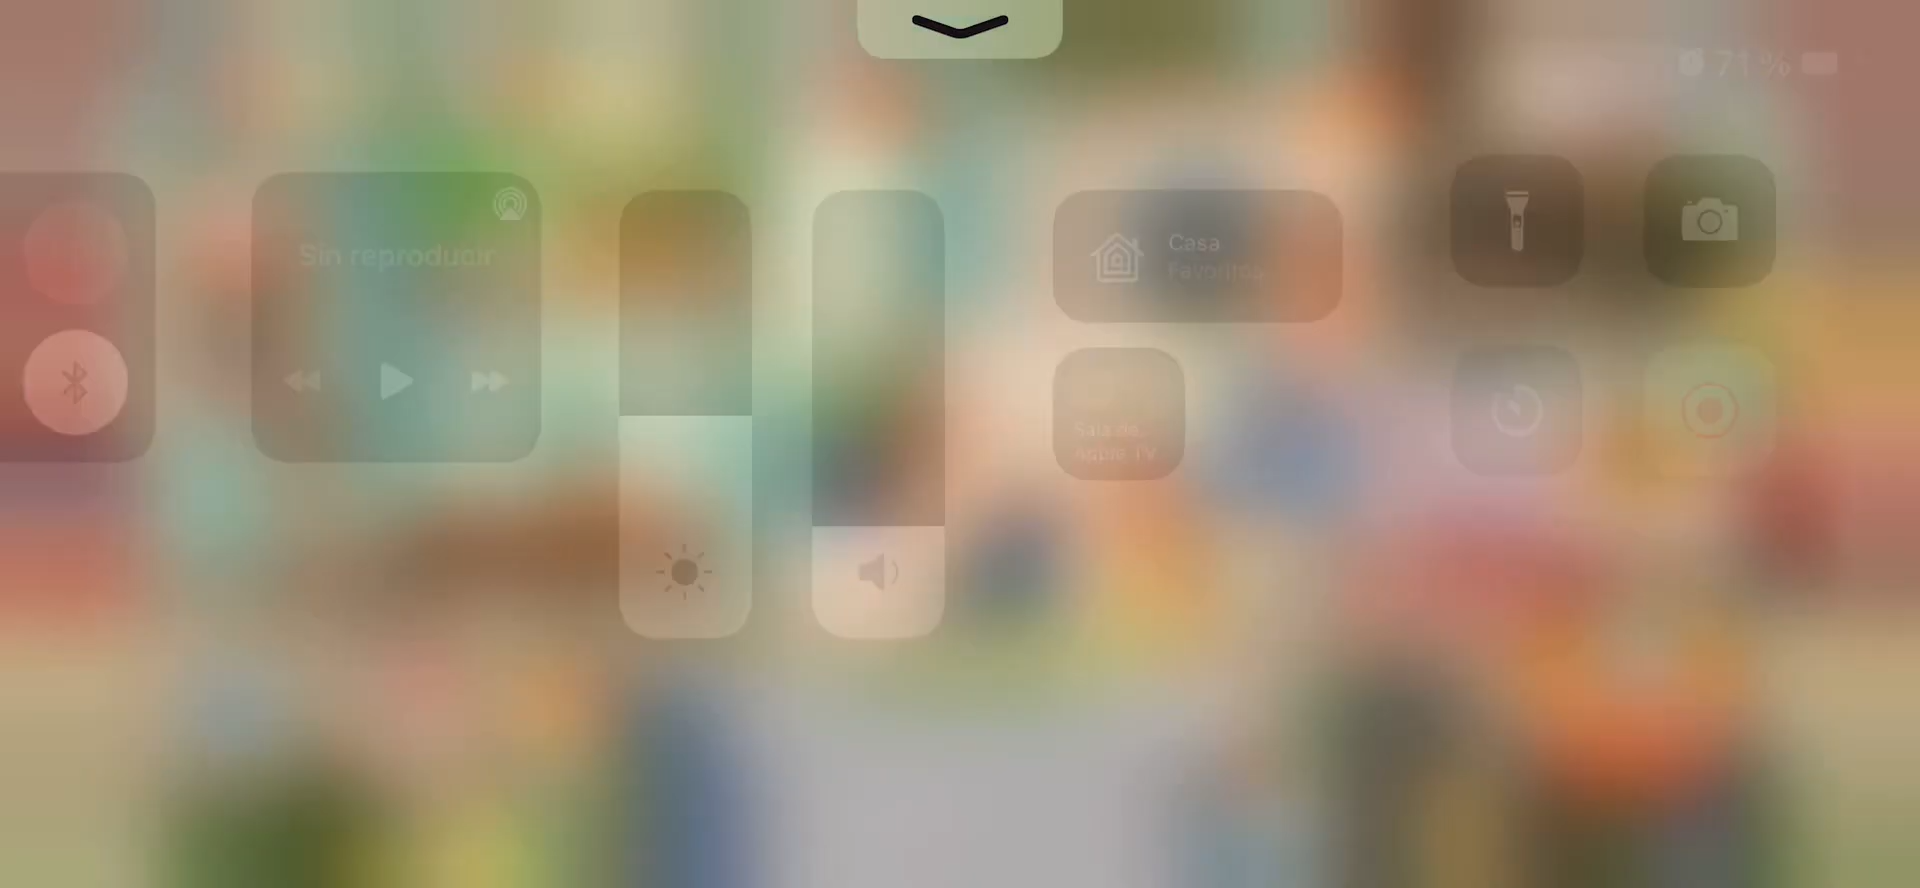 71 %
Sin reproducir
Casa
Favoritos
Sala de
Apple TV